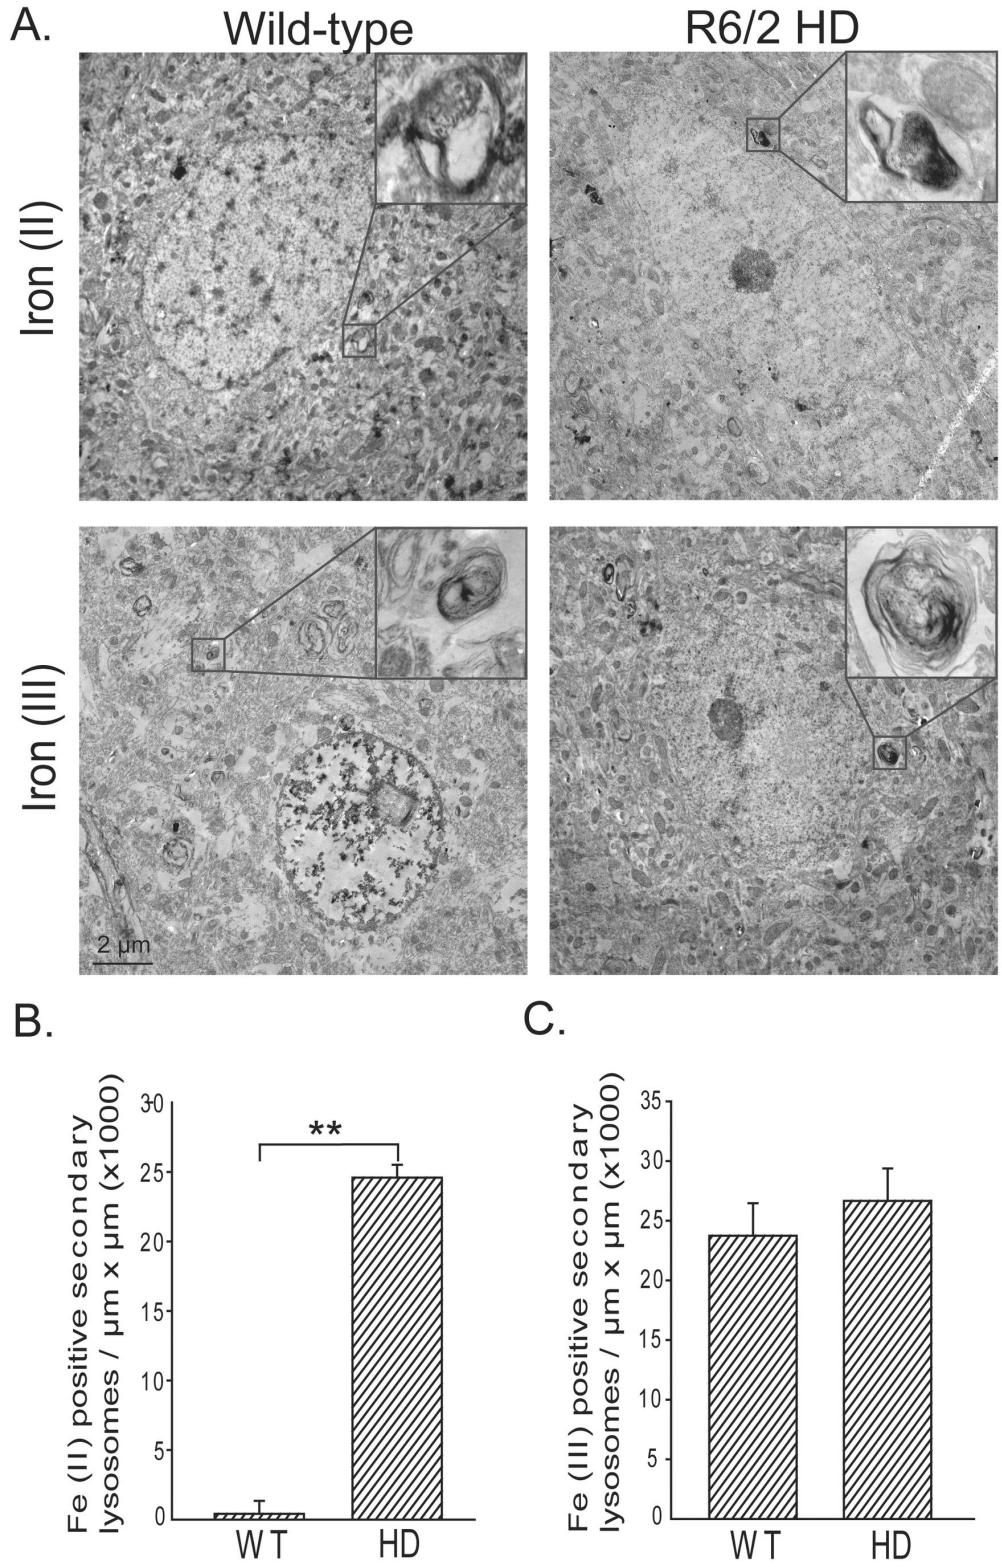 A.
Wild-type
R6/2 HD
Iron (II)
Iron (III)
2 µm
B.
Fe (II) positive secondary
lysosomes / µm x µm (x1000)
30
25
20
15
10
5
0
**
WT
HD
C.
Fe (III) positive secondary
lysosomes / µm x µm (x1000)
35
30
25
20
15
10
5
0
WT
HD